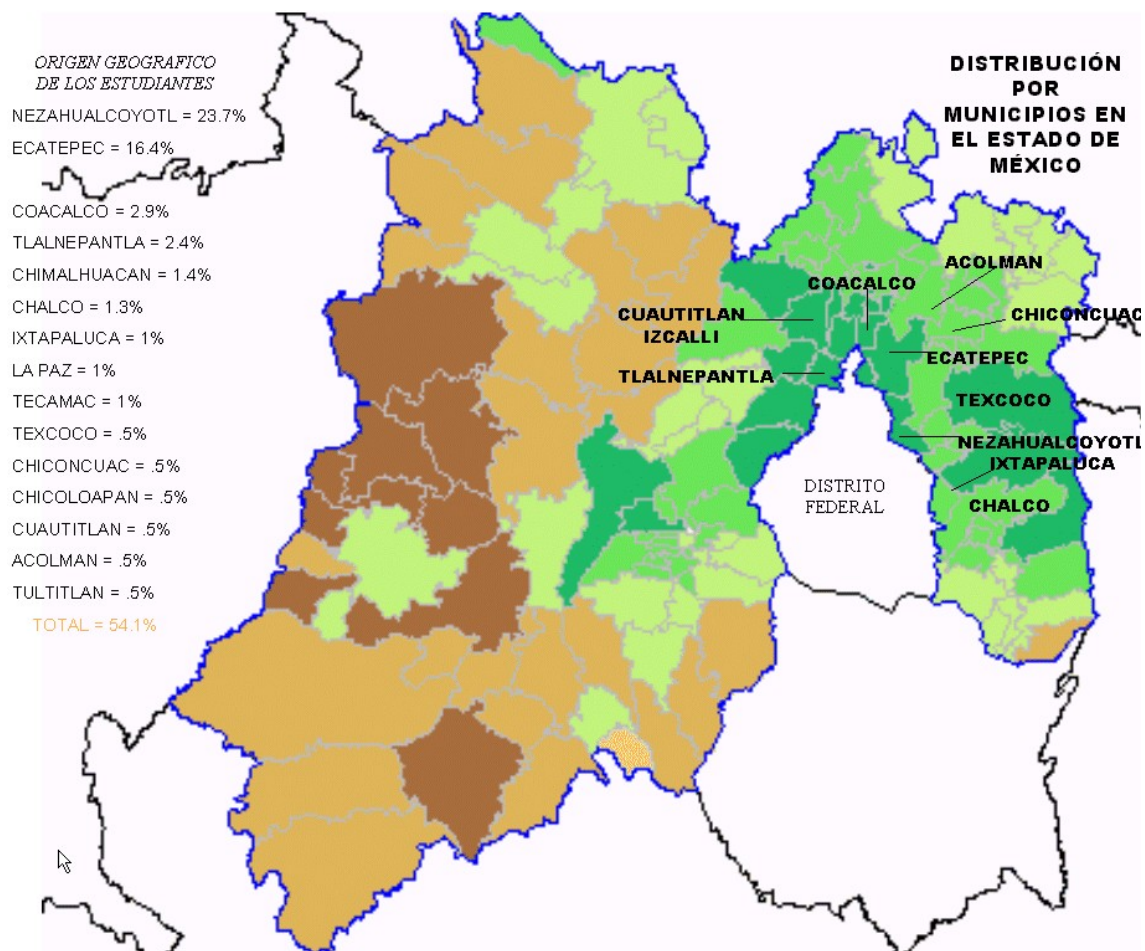 ORIGEN GEOGRAFICO
DE LOS ESTUDIANTES
NEZAHUALCOYOTL = 23.7%
ECATEPEC = 16.4%
COACALCO = 2.9%
TLALNEPANTLA = 2.4%
CHIMALHUACAN = 1.4%
CHALCO = 1.3%
IXTAPALUCA = 1%
LA PAZ = 1%
TECAMAC = 1%
TEXCOCO = .5%
CHICONCUAC = .5%
CHICOLOAPAN = .5%
CUAUTITLAN = .5%
ACOLMAN = .5%
TULTITLAN = .5%
TOTAL = 54.1%
DISTRIBUCIÓN
POR
MUNICIPIOS EN
EL ESTADO DE
MÉXICO
ACOLMAN
COACALCO
CUAUTITLAN
IZCALLI
CHICONCUAC
ECATEPEC
TLALNEPANTLA
TEXCOCO
NEZAHUALCOYOTL
IXTAPALUCA
DISTRITO
FEDERAL
CHALCO